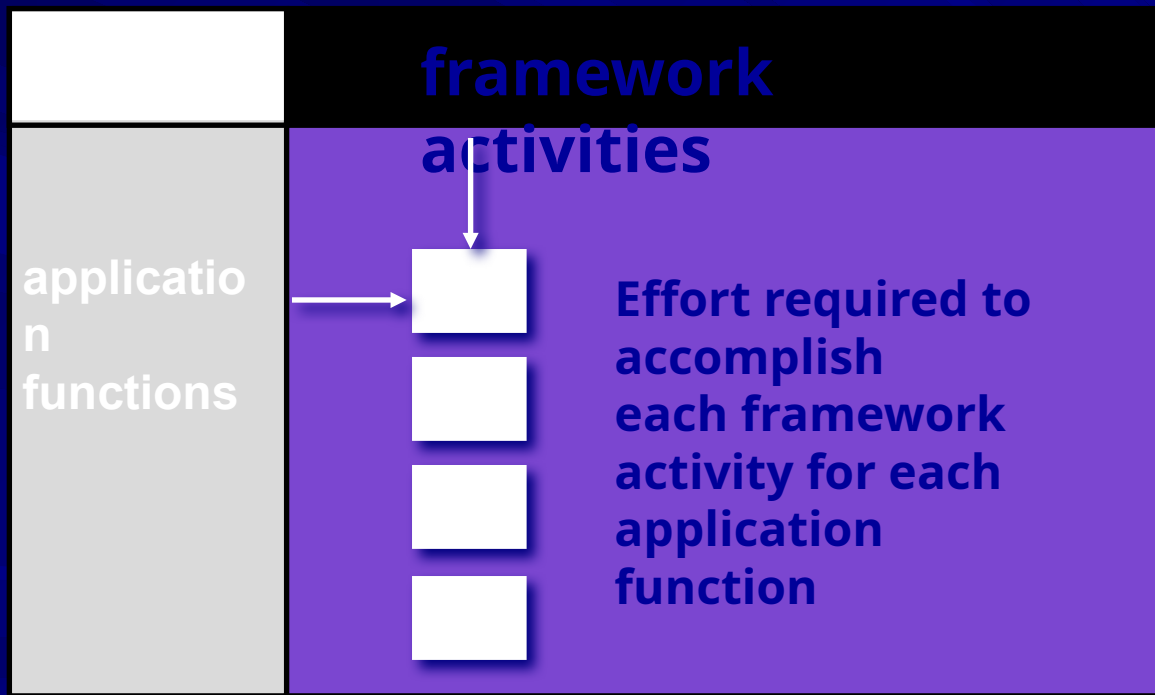 framework
activities
applicatio
n
functions
Effort required to
accomplish
each framework
activity for each
application
function